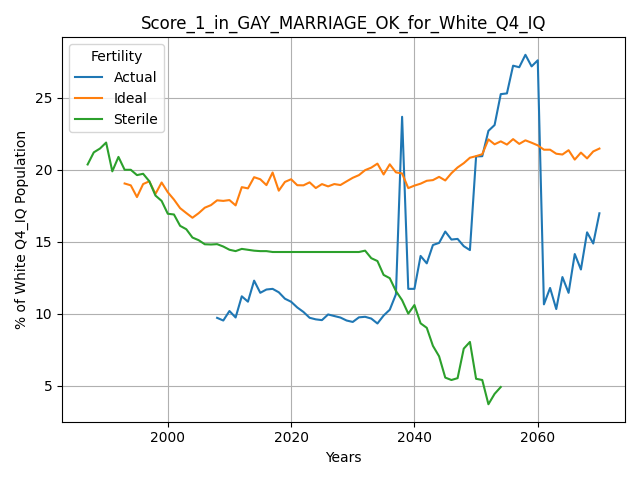 Score_1_in_GAY_MARRIAGE_OK_for_White_Q4_IQ
Fertility
Actual
Ideal
Sterile
% of White Q4_IQ Population
25
20
15
10
5
2000 2020 2040 2060
Years